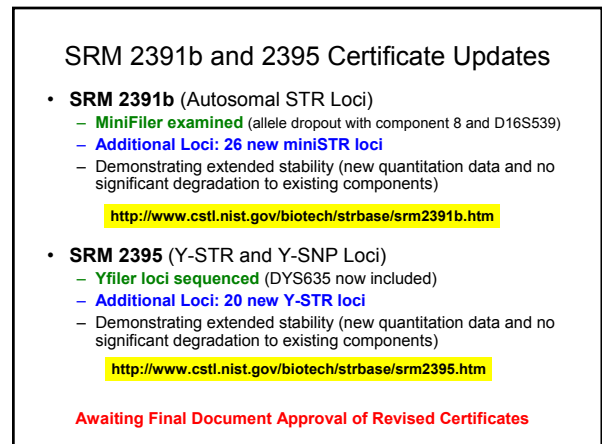 SRM 2391b and 2395 Certificate Updates
• SRM 2391b (Autosomal STR Loci)
– MiniFiler examined (allele dropout with component 8 and D16S539)
– Additional Loci: 26 new miniSTR loci
– Demonstrating extended stability (new quantitation data and no
significant degradation to existing components)
http://www.cstl.nist.gov/biotech/strbase/srm2391b.htm
• SRM 2395 (Y-STR and Y-SNP Loci)
– Yfiler loci sequenced (DYS635 now included)
– Additional Loci: 20 new Y-STR loci
– Demonstrating extended stability (new quantitation data and no
significant degradation to existing components)
http://www.cstl.nist.gov/biotech/strbase/srm2395.htm
Awaiting Final Document Approval of Revised Certificates